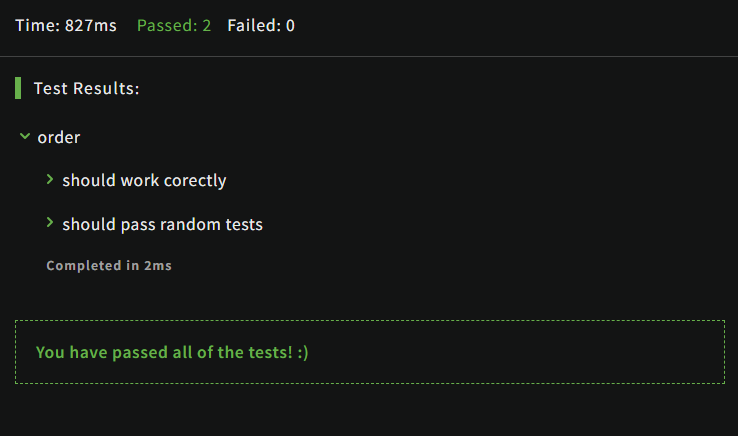 Time: 827ms Passed: 2 Failed: 0
Test Results:
order
should work corectly
should pass random tests
Completed in 2ms
You have passed all of the tests! :)